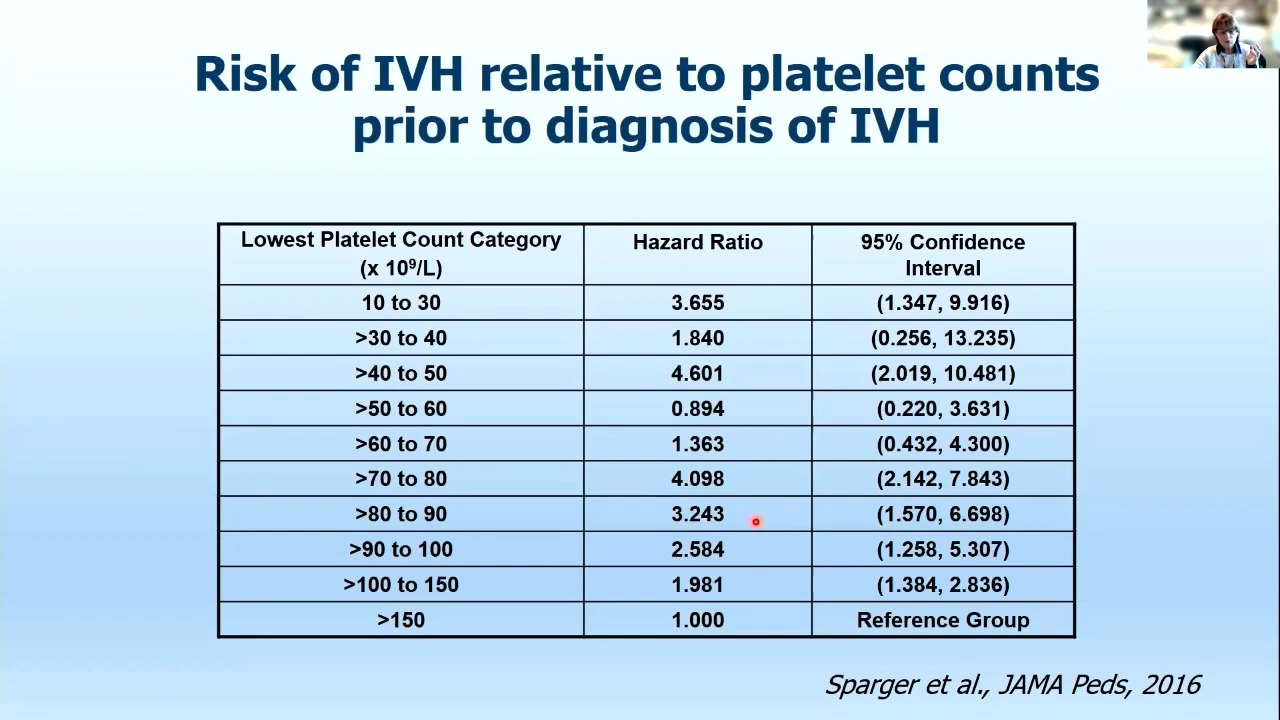 Risk of IVH relative to platelet counts
prior to diagnosis of IVH
Lowest Platelet Count Category (x 10⁹/L) Hazard Ratio 95% Confidence Interval
10 to 30 3.655 (1.347, 9.916)
>30 to 40 1.840 (0.256, 13.235)
>40 to 50 4.601 (2.019, 10.481)
>50 to 60 0.894 (0.220, 3.631)
>60 to 70 1.363 (0.432, 4.300)
>70 to 80 4.098 (2.142, 7.843)
>80 to 90 3.243 (1.570, 6.698)
>90 to 100 2.584 (1.258, 5.307)
>100 to 150 1.981 (1.384, 2.836)
>150 1.000 Reference Group
Sparger et al., JAMA Peds, 2016